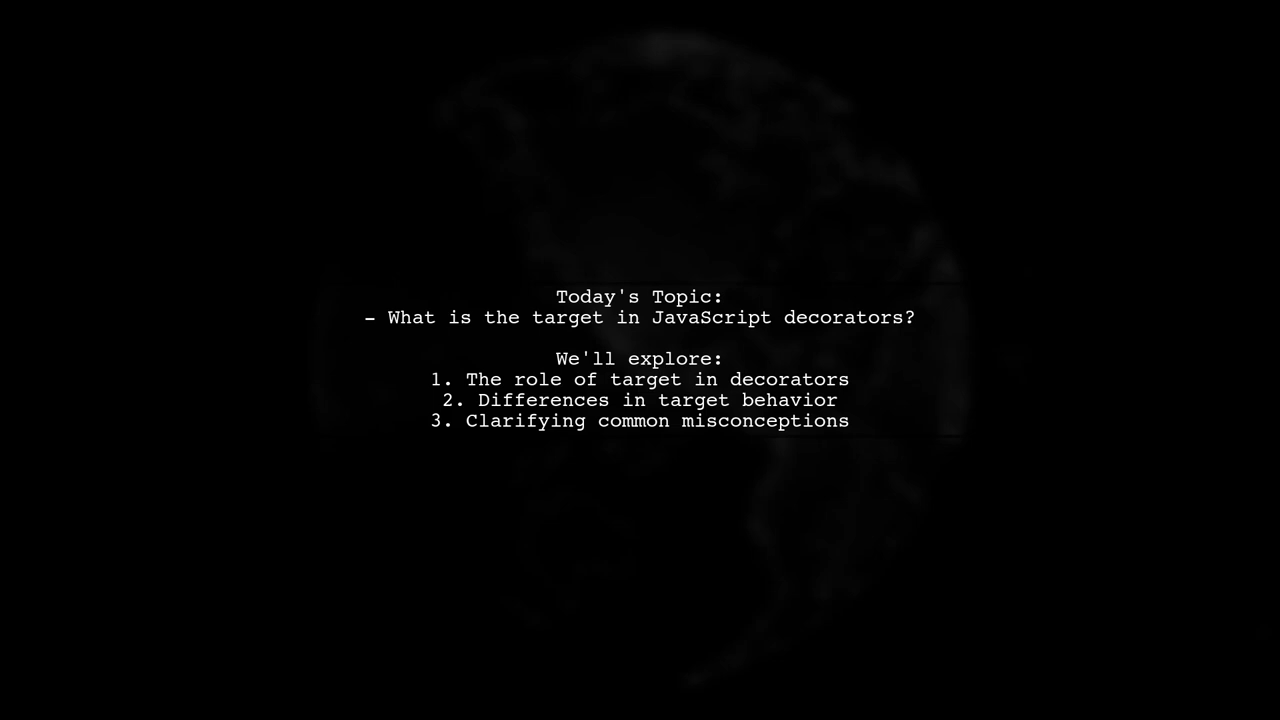 Today's Topic:
– What is the target in JavaScript decorators?
We'll explore:
1. The role of target in decorators
2. Differences in target behavior
3. Clarifying common misconceptions